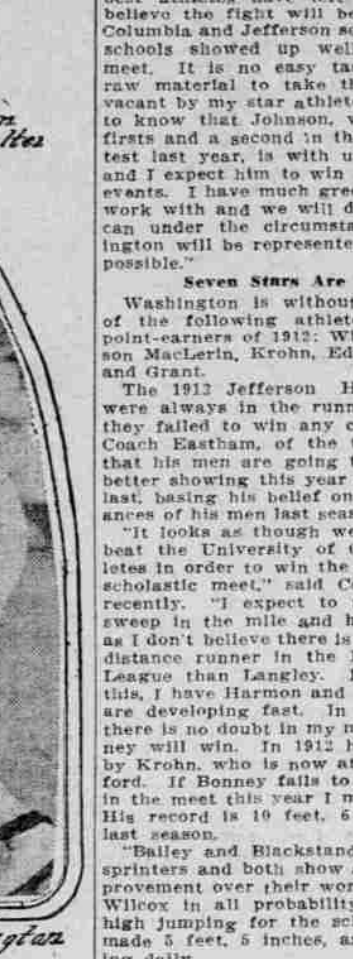 believe the fight will be
Columbia and Jefferson sc
schools showed up well
meet. It is no easy tas
raw material to take th
vacant by my star athlet
to know that Johnson, w
firsts and a second in th
test last year, is with u
and I expect him to win
events. I have much gree
work with and we will d
can under the circumsta
ington will be represente
possible."
Seven Stars Are
Washington is withou
of the following athlete
point-earners of 1912: Wi
son MacLerin, Krohn, Ed
and Grant.
The 1912 Jefferson H
were always in the runn
they failed to win any c
Coach Eastham, of the
that his men are going t
better showing this year
last, basing his belief on
ances of his men last seas
"It looks as though we
beat the University of
letes in order to win the
scholastic meet," said C
recently. "I expect to
sweep in the mile and h
as I don't believe there is
distance runner in the
League than Langley.
this, I have Harmon and
are developing fast. In
there is no doubt in my m
ney will win. In 1912 h
by Krohn, who is now at
ford. If Bonney fails to
in the meet this year I m
His record is 10 feet, 6
last season.
"Bailey and Blackstand
sprinters and both show
provement over their wor
Wilcox in all probability
high jumping for the sc
made 5 feet, 5 inches, a
ing daily
gtan